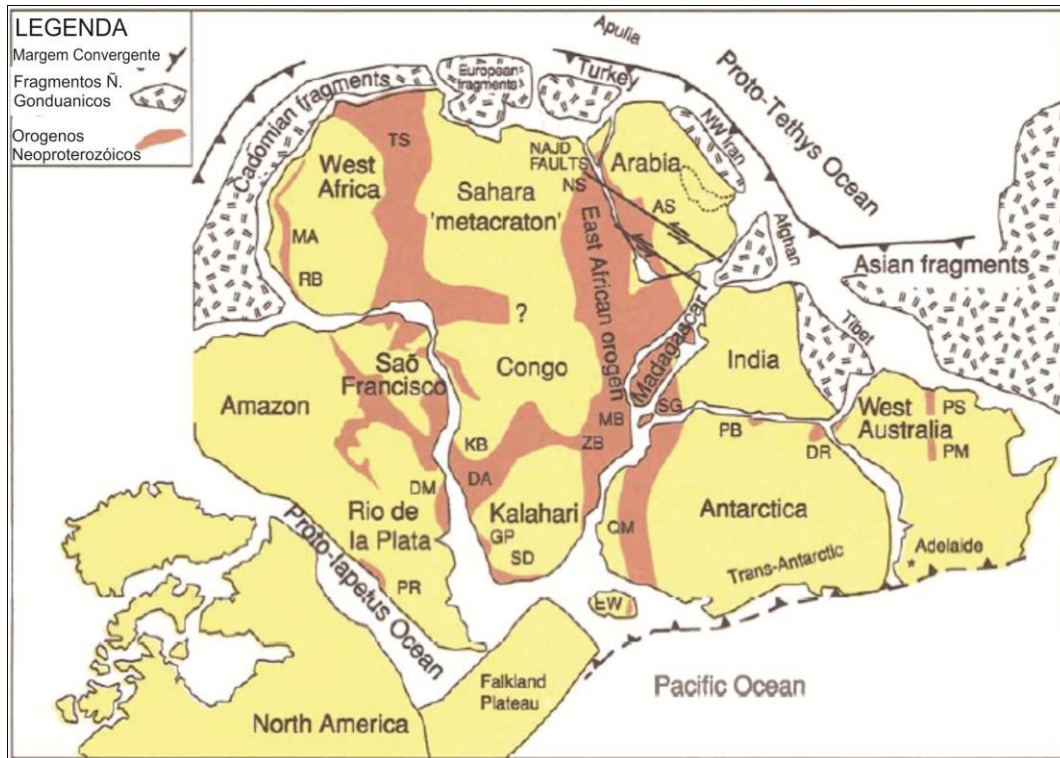 LEGENDA
Margem Convergente
Fragmentos Ñ.
Gonduanicos
Orogenos
Neoproterozóicos
Apulia
European
fragments
Turkey
Proto-Tethys Ocean
Cadomian fragments
NW Iran
TS
West
Africa
NAJD
FAULTS
NS
Arabia
Sahara
'metacraton'
AS
MA
RB
East African orogen
Afghan
Asian fragments
?
Madagascar
Tibet
Saõ
Francisco
Congo
India
Amazon
MB
SG
PB
DR
West
Australia
PS
PM
KB
ZB
DA
DM
Rio de
la Plata
Kalahari
GP
SD
QM
Antarctica
Adelaide
*
Trans-Antarctic
Proto-Iapetus Ocean
PR
EW
Falkland
Plateau
Pacific Ocean
North America